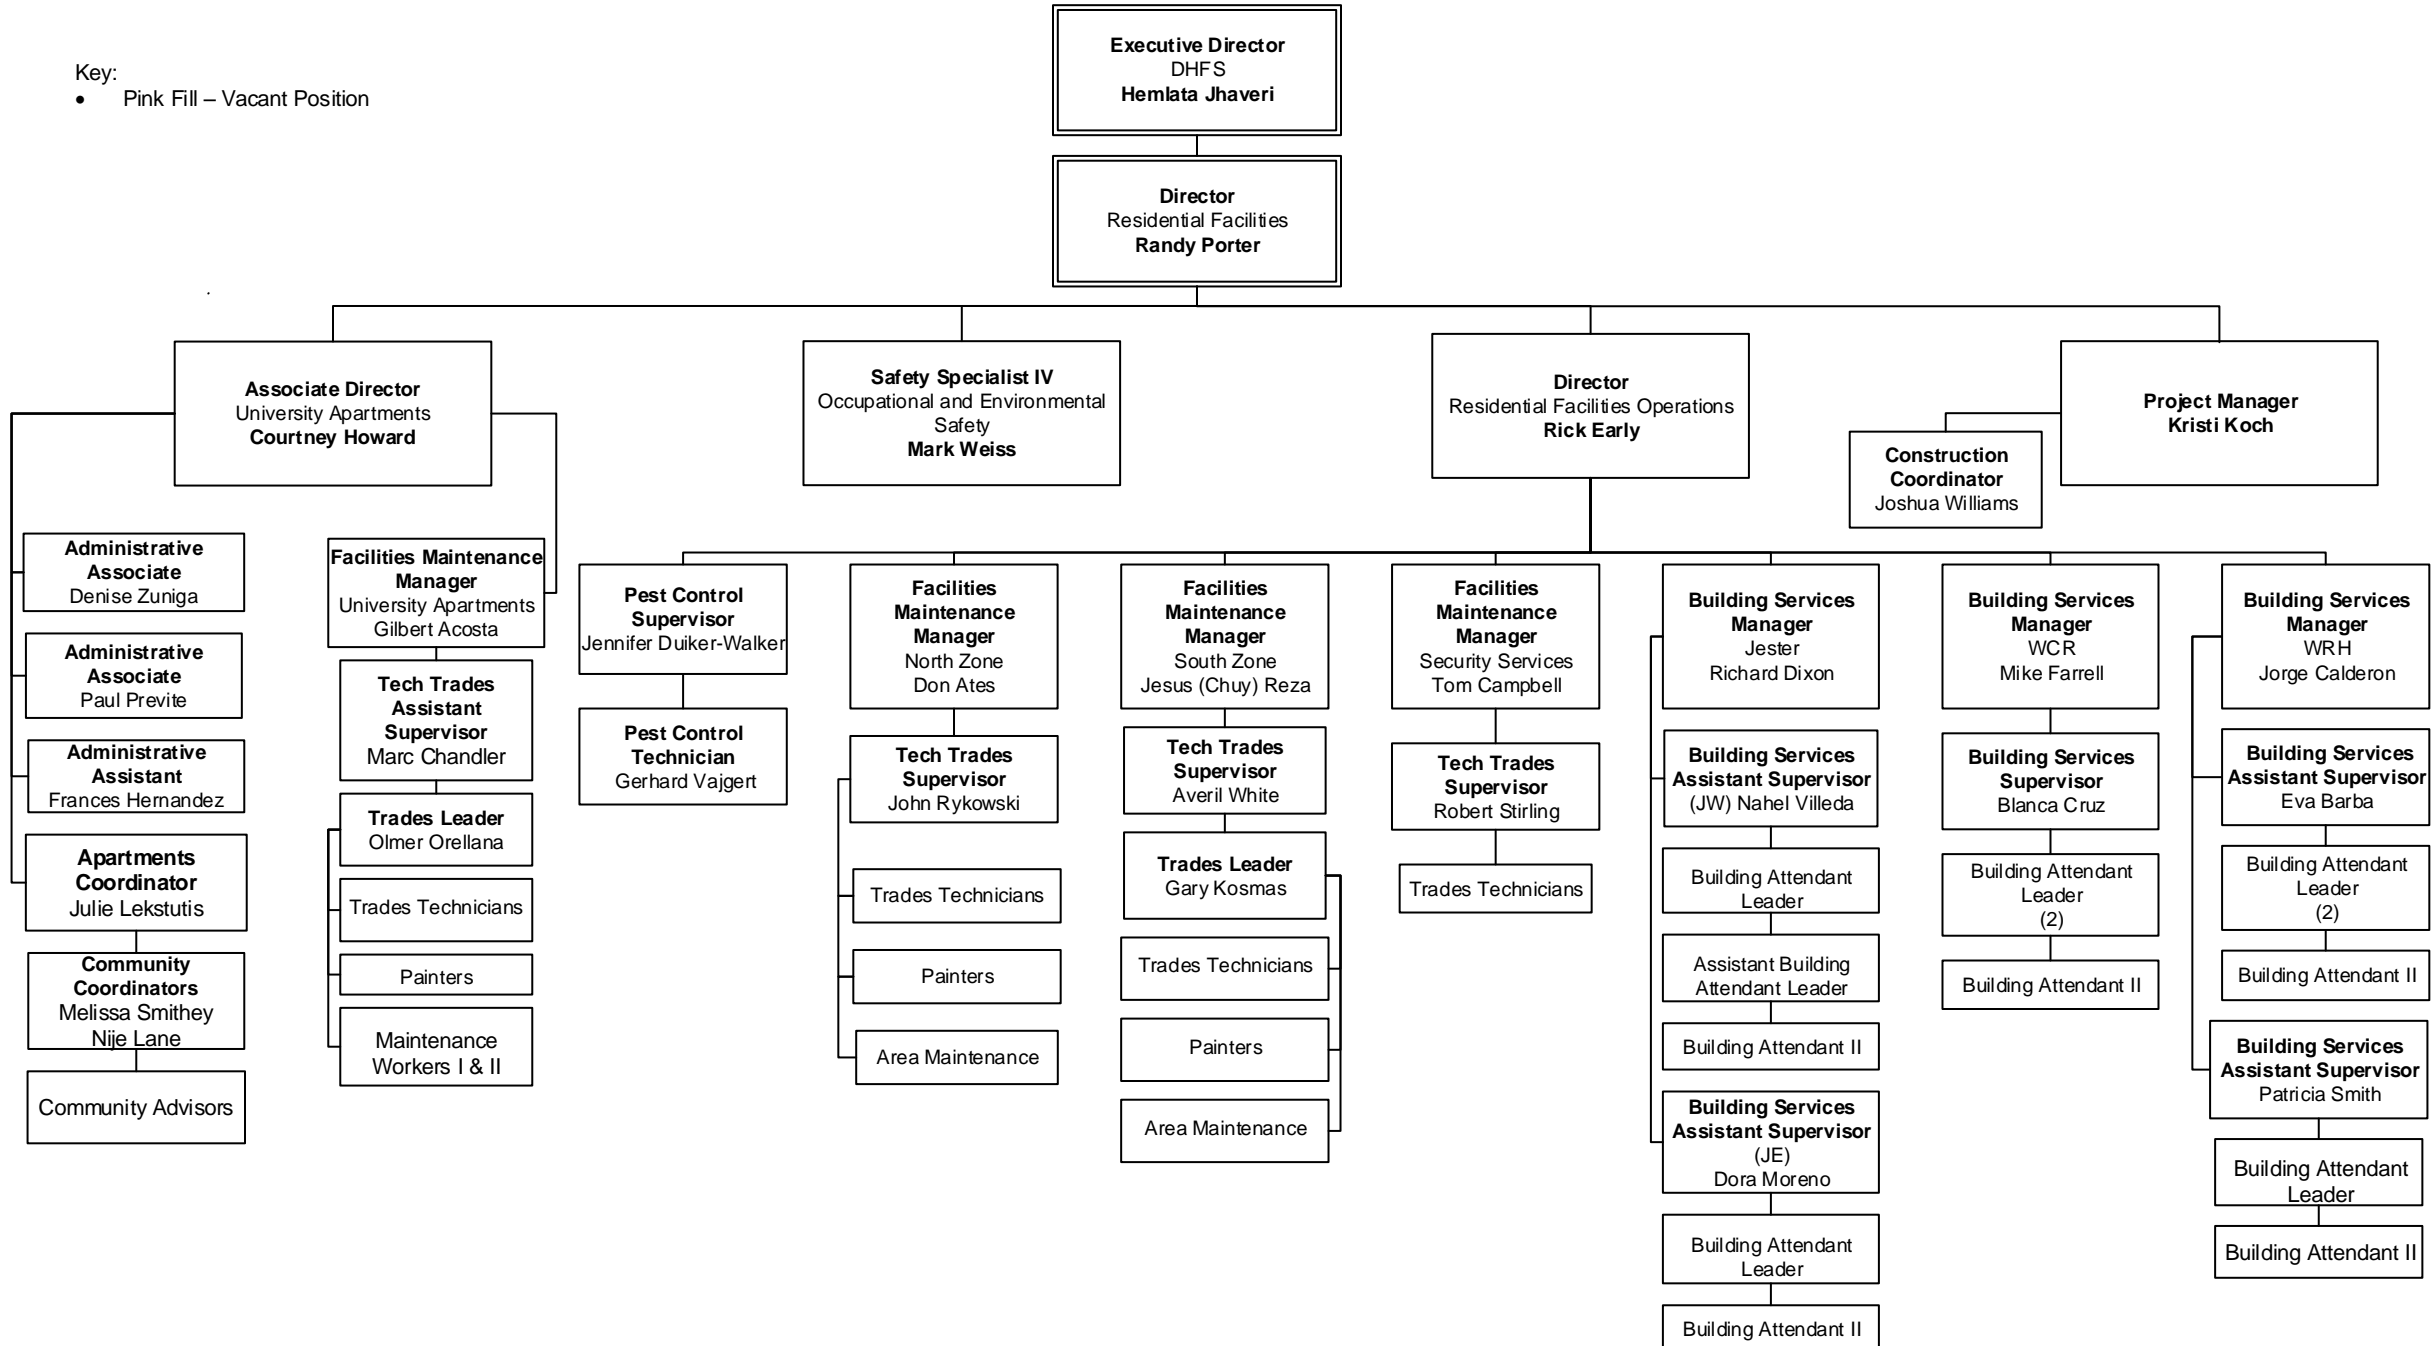 Key:
• Pink Fill – Vacant Position
Executive Director
DHFS
Hemlata Jhaveri
Director
Residential Facilities
Randy Porter
.
Associate Director
University Apartments
Courtney Howard
Safety Specialist IV
Occupational and Environmental
Safety
Mark Weiss
Director
Residential Facilities Operations
Rick Early
Project Manager
Kristi Koch
Construction
Coordinator
Joshua Williams
Administrative
Associate
Denise Zuniga
Administrative
Associate
Paul Previte
Administrative
Assistant
Frances Hernandez
Apartments
Coordinator
Julie Lekstutis
Community
Coordinators
Melissa Smithey
Nije Lane
Community Advisors
Facilities Maintenance
Manager
University Apartments
Gilbert Acosta
Tech Trades
Assistant
Supervisor
Marc Chandler
Trades Leader
Olmer Orellana
Trades Technicians
Painters
Maintenance
Workers I & II
Pest Control
Supervisor
Jennifer Duiker-Walker
Pest Control
Technician
Gerhard Vajgert
Facilities
Maintenance
Manager
North Zone
Don Ates
Tech Trades
Supervisor
John Rykowski
Trades Technicians
Painters
Area Maintenance
Facilities
Maintenance
Manager
South Zone
Jesus (Chuy) Reza
Tech Trades
Supervisor
Averil White
Trades Leader
Gary Kosmas
Trades Technicians
Painters
Area Maintenance
Facilities
Maintenance
Manager
Security Services
Tom Campbell
Tech Trades
Supervisor
Robert Stirling
Trades Technicians
Building Services
Manager
Jester
Richard Dixon
Building Services
Assistant Supervisor
(JW) Nahel Villeda
Building Attendant
Leader
Assistant Building
Attendant Leader
Building Attendant II
Building Services
Assistant Supervisor
(JE)
Dora Moreno
Building Attendant
Leader
Building Attendant II
Building Services
Manager
WCR
Mike Farrell
Building Services
Supervisor
Blanca Cruz
Building Attendant
Leader
(2)
Building Attendant II
Building Services
Manager
WRH
Jorge Calderon
Building Services
Assistant Supervisor
Eva Barba
Building Attendant
Leader
(2)
Building Attendant II
Building Services
Assistant Supervisor
Patricia Smith
Building Attendant
Leader
Building Attendant II